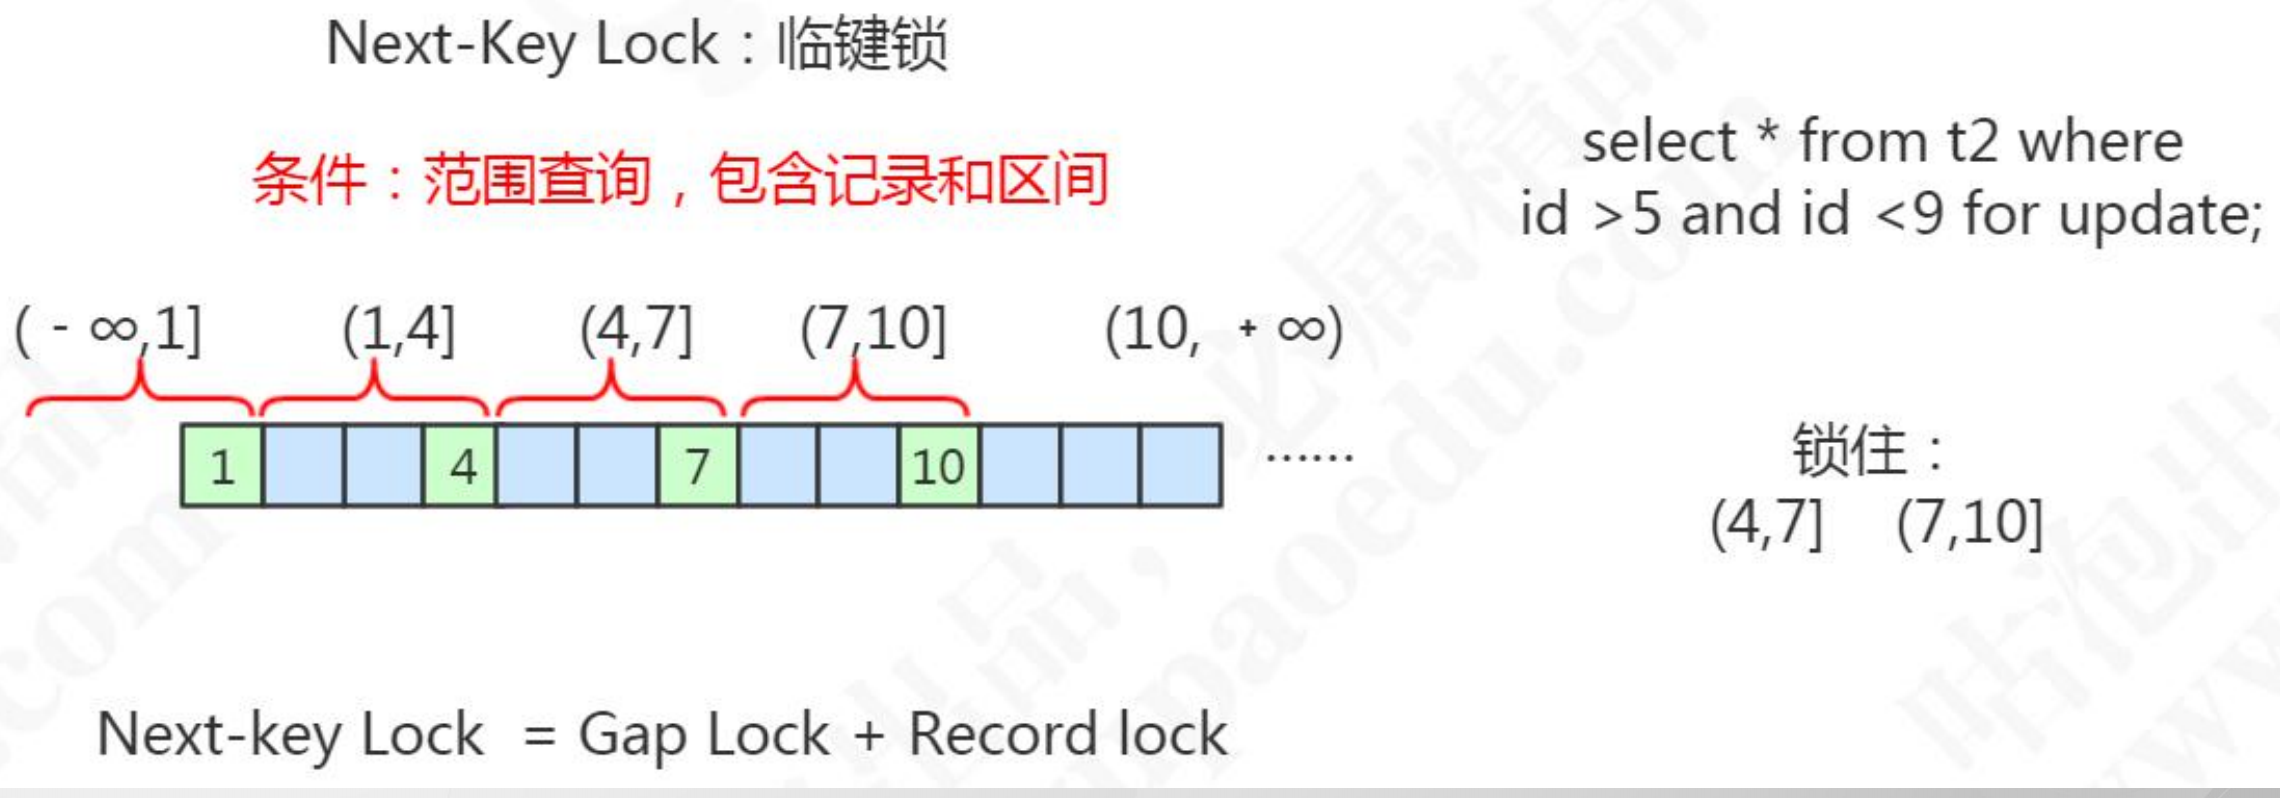 Next-Key Lock：临键锁
条件：范围查询，包含记录和区间
select * from t2 where
id >5 and id <9 for update;
( - ∞,1] (1,4] (4,7] (7,10] (10, + ∞)
1 4 7 10 ......
锁住：
(4,7] (7,10]
Next-key Lock = Gap Lock + Record lock